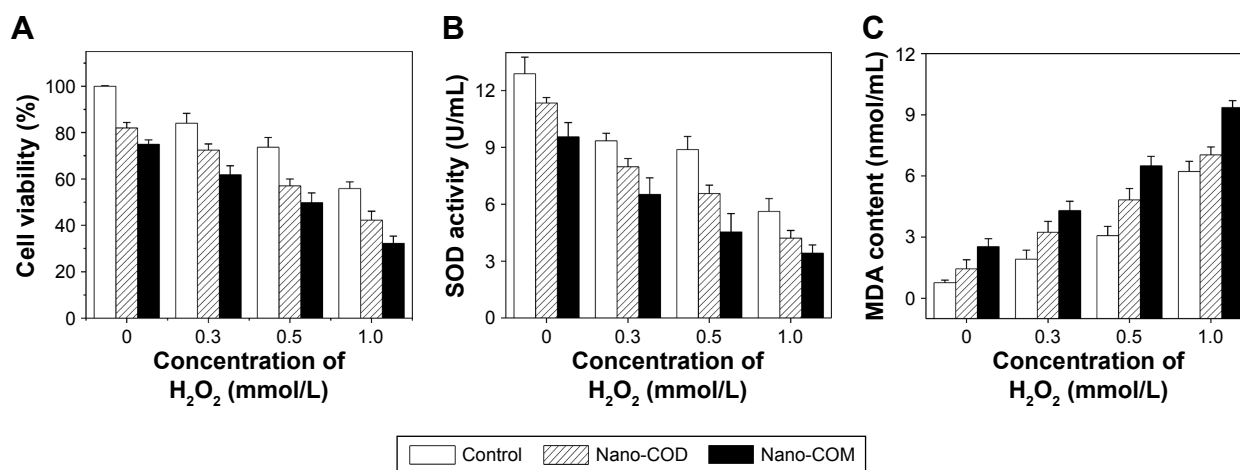 A
Cell viability (%)
100
80
60
40
20
0
0 0.3 0.5 1.0
Concentration of
H₂O₂ (mmol/L)
B
SOD activity (U/mL)
12
9
6
3
0
0 0.3 0.5 1.0
Concentration of
H₂O₂ (mmol/L)
C
MDA content (nmol/mL)
12
9
6
3
0
0 0.3 0.5 1.0
Concentration of
H₂O₂ (mmol/L)
Control Nano-COD Nano-COM